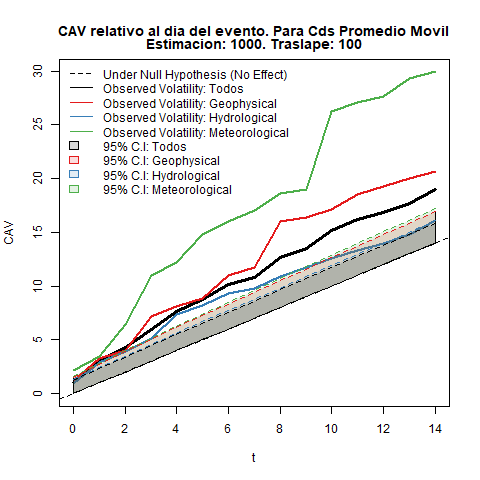 CAV relativo al dia del evento. Para Cds Promedio Movil
Estimacion: 1000. Traslape: 100
Under Null Hypothesis (No Effect)
Observed Volatility: Todos
Observed Volatility: Geophysical
Observed Volatility: Hydrological
Observed Volatility: Meteorological
95% C.I: Todos
95% C.I: Geophysical
95% C.I: Hydrological
95% C.I: Meteorological
CAV
30
25
20
15
10
5
0
0 2 4 6 8 10 12 14
t